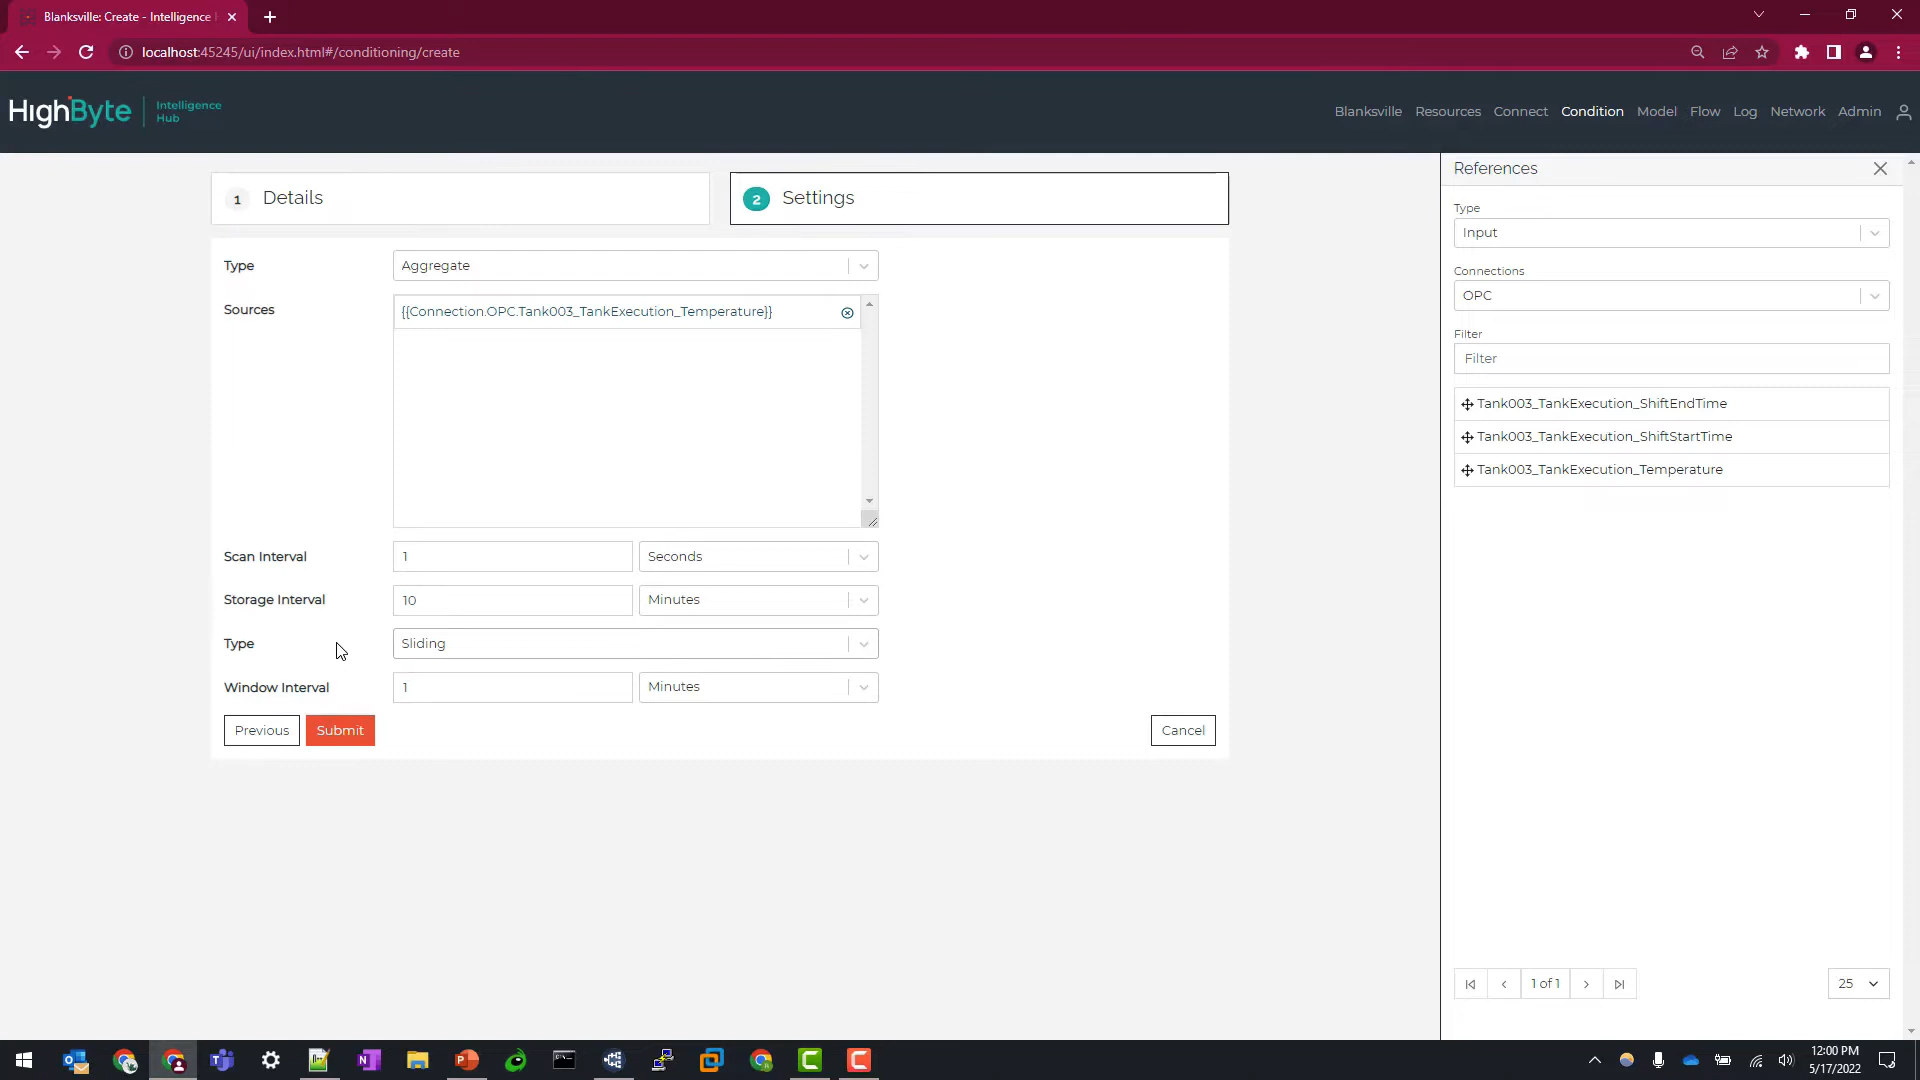 Blanksville: Create - Intelligence
localhost:45245/ui/index.html#/conditioning/create
HighByte Intelligence Hub
Blanksville Resources Connect Condition Model Flow Log Network Admin
1 Details
2 Settings
Type Aggregate
Sources {{Connection.OPC.Tank003_TankExecution_Temperature}}
Scan Interval 1 Seconds
Storage Interval 10 Minutes
Type Sliding
Window Interval 1 Minutes
Previous Submit Cancel
References
Type
Input
Connections
OPC
Filter
Filter
Tank003_TankExecution_ShiftEndTime
Tank003_TankExecution_ShiftStartTime
Tank003_TankExecution_Temperature
1 of 1 25
12:00 PM
5/17/2022